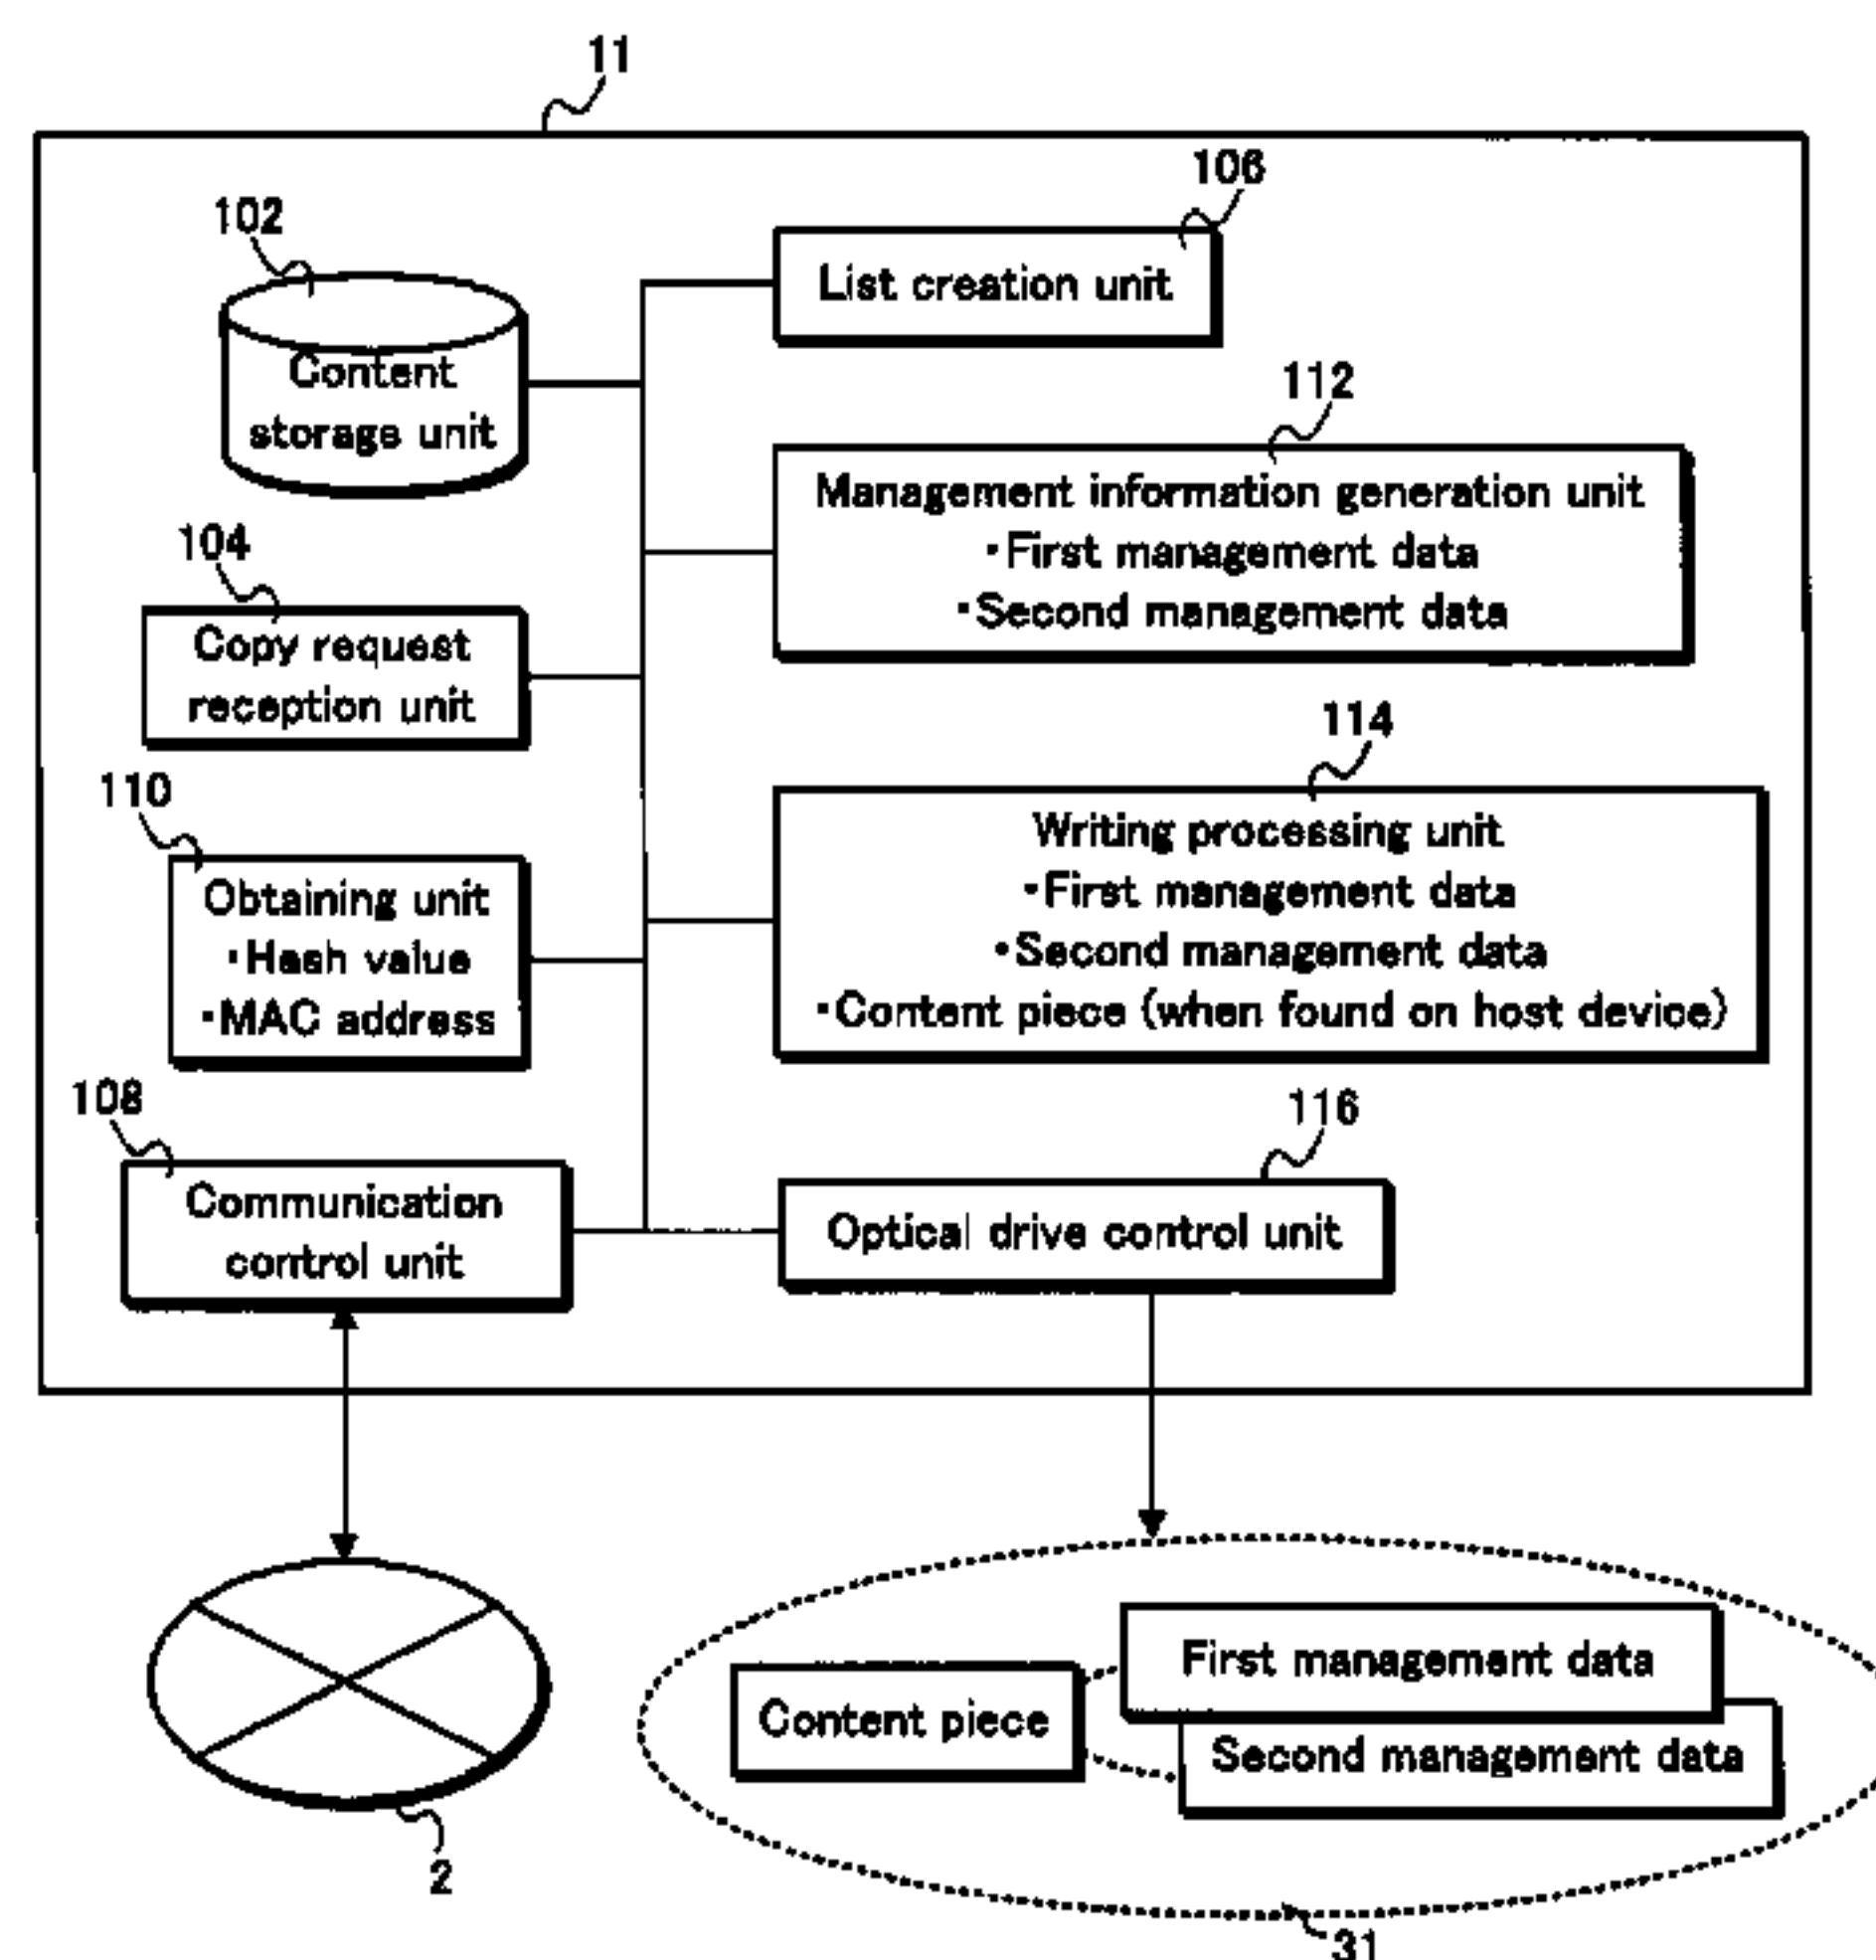 11
106
102
List creation unit
Content
storage unit
112
Management information generation unit
・First management data
・Second management data
104
Copy request
reception unit
114
Writing processing unit
・First management data
・Second management data
・Content piece (when found on host device)
110
Obtaining unit
・Hash value
・MAC address
108
Communication
control unit
116
Optical drive control unit
First management data
Content piece
Second management data
2
31